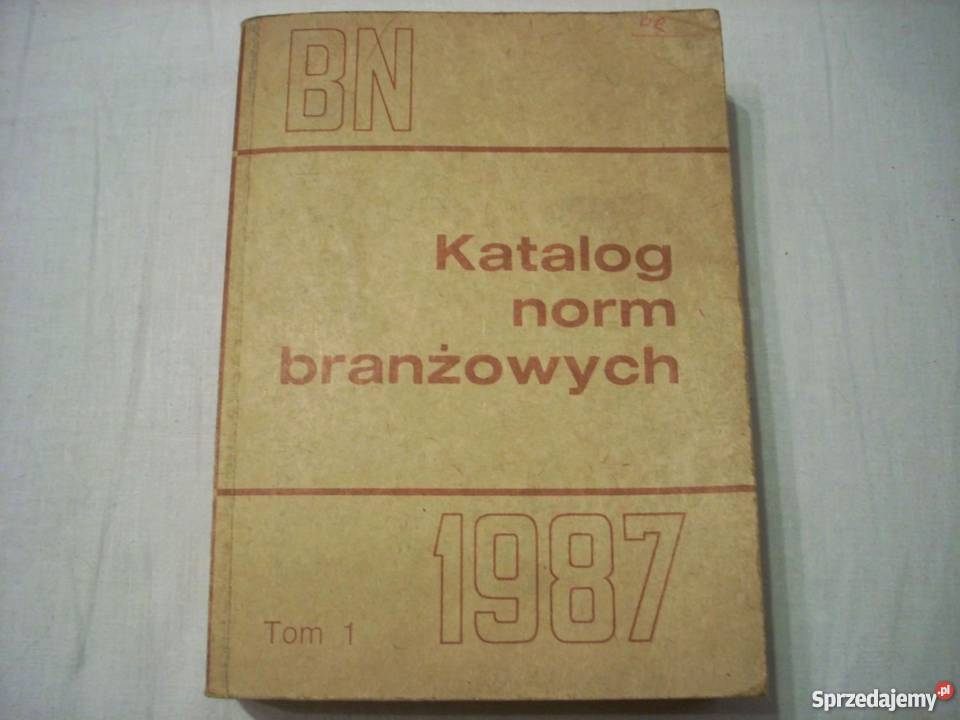 BN
Katalog
norm
branżowych
1987
Tom 1
Sprzedajemy.pl